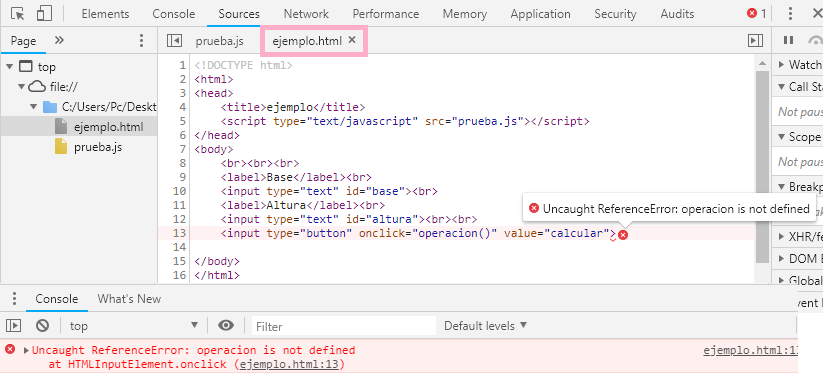 Elements Console Sources Network Performance Memory Application Security Audits 1
Page » prueba.js ejemplo.html ×
top
file://
C:/Users/Pc/Deskt
ejemplo.html
prueba.js
1 <!DOCTYPE html>
2 <html>
3 <head>
4 <title>ejemplo</title>
5 <script type="text/javascript" src="prueba.js"></script>
6 </head>
7 <body>
8 <br><br><br>
9 <label>Base</label><br>
10 <input type="text" id="base"><br>
11 <label>Altura</label><br>
12 <input type="text" id="altura"><br><br>
13 <input type="button" onclick="operacion()" value="calcular">
14
15 </body>
16 </html>
Uncaught ReferenceError: operacion is not defined
Watch
Call Sta
Not paus
Scope
Not paus
Breakp
XHR/fe
DOM B
Global
Console What's New
top Filter Default levels ▼
Uncaught ReferenceError: operacion is not defined ejemplo.html:13
at HTMLInputElement.onclick (ejemplo.html:13)